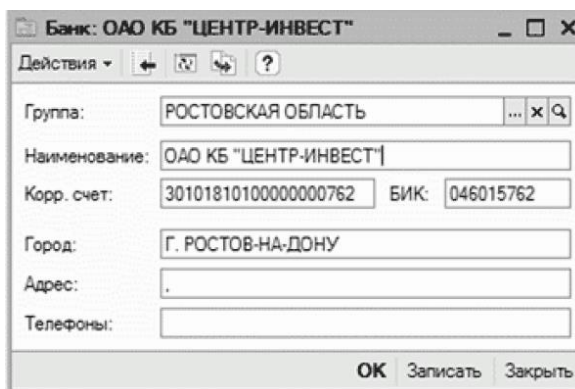 Банк: ОАО КБ "ЦЕНТР-ИНВЕСТ"
Действия
Группа: РОСТОВСКАЯ ОБЛАСТЬ ...
Наименование: ОАО КБ "ЦЕНТР-ИНВЕСТ"
Корр. счет: 30101810100000000762 БИК: 046015762
Город: Г. РОСТОВ-НА-ДОНУ
Адрес: ,
Телефоны:
ОК Записать Закрыть